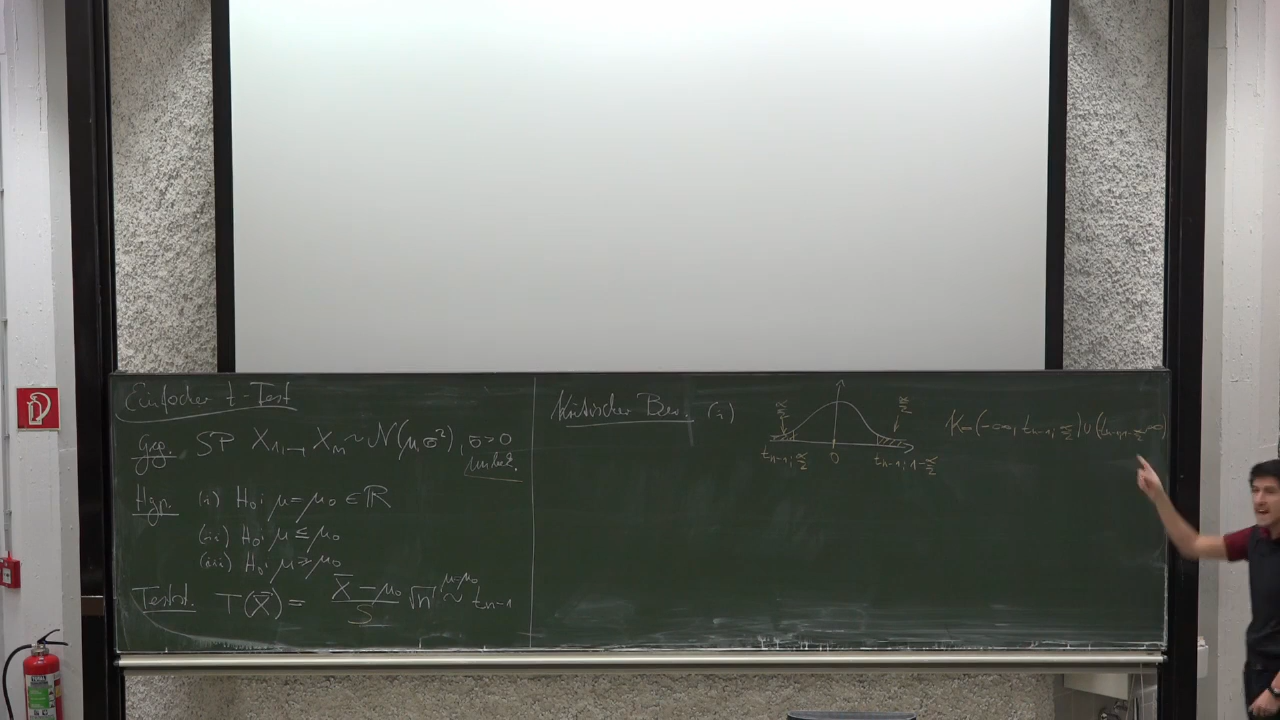 Einfacher t-Test
Geg. SP X₁, ..., Xₙ ~ N(μ, σ²), σ>0
unbek.
Hyp. (i) H₀: μ = μ₀ ∈ ℝ
(ii) H₀: μ ≤ μ₀
(iii) H₀: μ ≥ μ₀
Testst. T(X̄) = (X̄ - μ₀)/S √n ~ tₙ₋₁
μ=μ₀
Kritischer Ber. (i)
α/2 α/2
tₙ₋₁;α/2 0 tₙ₋₁;1-α/2
K = (-∞, tₙ₋₁;α/2) ∪ (tₙ₋₁;1-α/2, ∞)